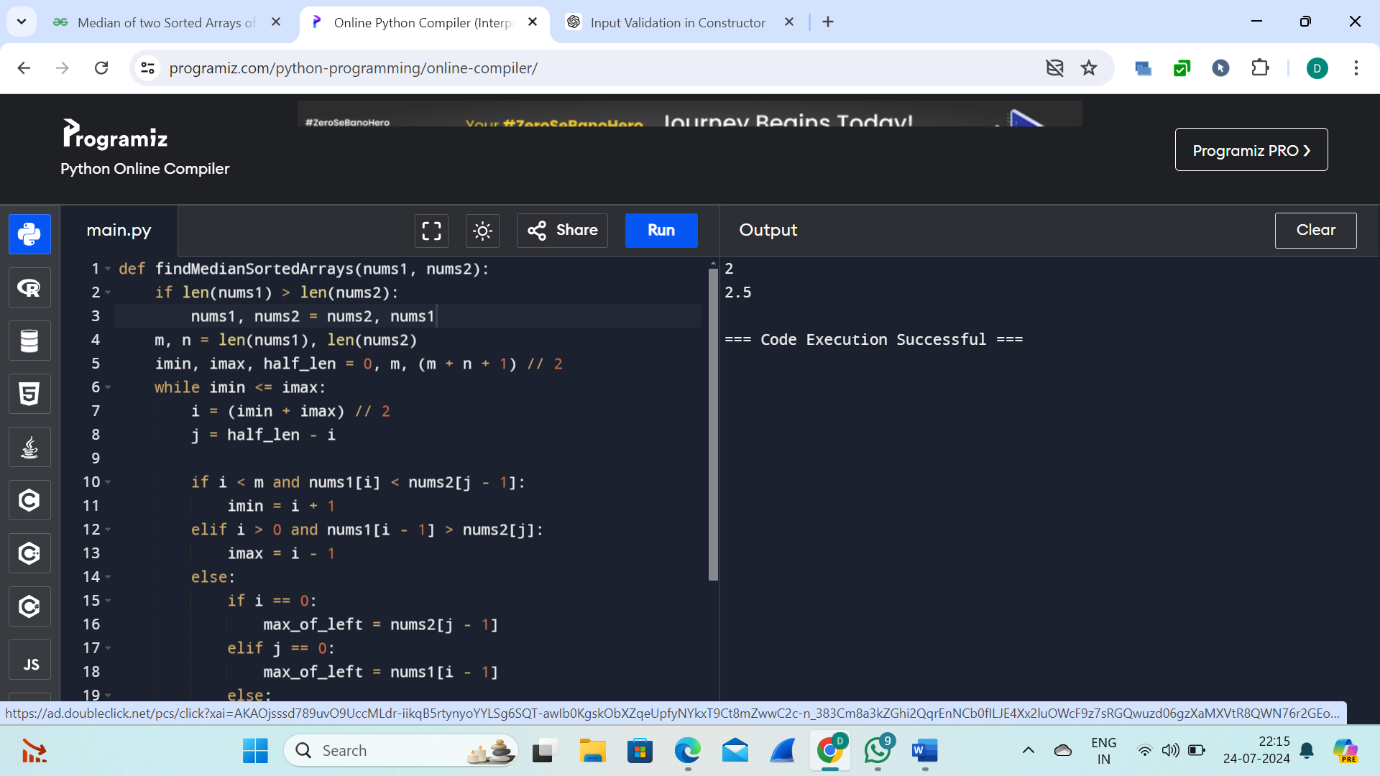 Median of two Sorted Arrays of
Online Python Compiler (Interp
Input Validation in Constructor
programiz.com/python-programming/online-compiler/
D
#ZeroSeBanoHero
Your #ZeroSeBanoHero Journey Begins Today!
Programiz
Python Online Compiler
Programiz PRO
main.py
Share
Run
Output
Clear
1 def findMedianSortedArrays(nums1, nums2):
2 if len(nums1) > len(nums2):
3 nums1, nums2 = nums2, nums1
4 m, n = len(nums1), len(nums2)
5 imin, imax, half_len = 0, m, (m + n + 1) // 2
6 while imin <= imax:
7 i = (imin + imax) // 2
8 j = half_len - i
9
10 if i < m and nums1[i] < nums2[j - 1]:
11 imin = i + 1
12 elif i > 0 and nums1[i - 1] > nums2[j]:
13 imax = i - 1
14 else:
15 if i == 0:
16 max_of_left = nums2[j - 1]
17 elif j == 0:
18 max_of_left = nums1[i - 1]
19 else:
2
2.5
=== Code Execution Successful ===
JS
Search
D
9
ENG
IN
22:15
24-07-2024
PRE